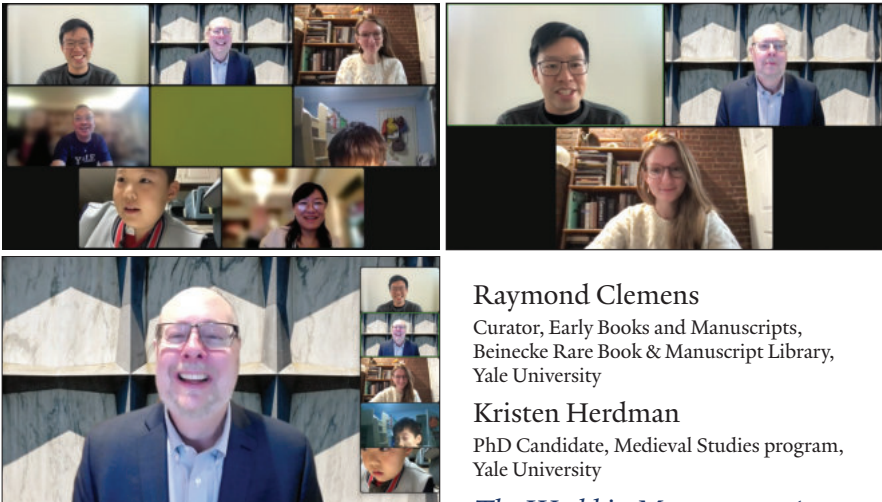 YALE
Raymond Clemens
Curator, Early Books and Manuscripts,
Beinecke Rare Book & Manuscript Library,
Yale University
Kristen Herdman
PhD Candidate, Medieval Studies program,
Yale University